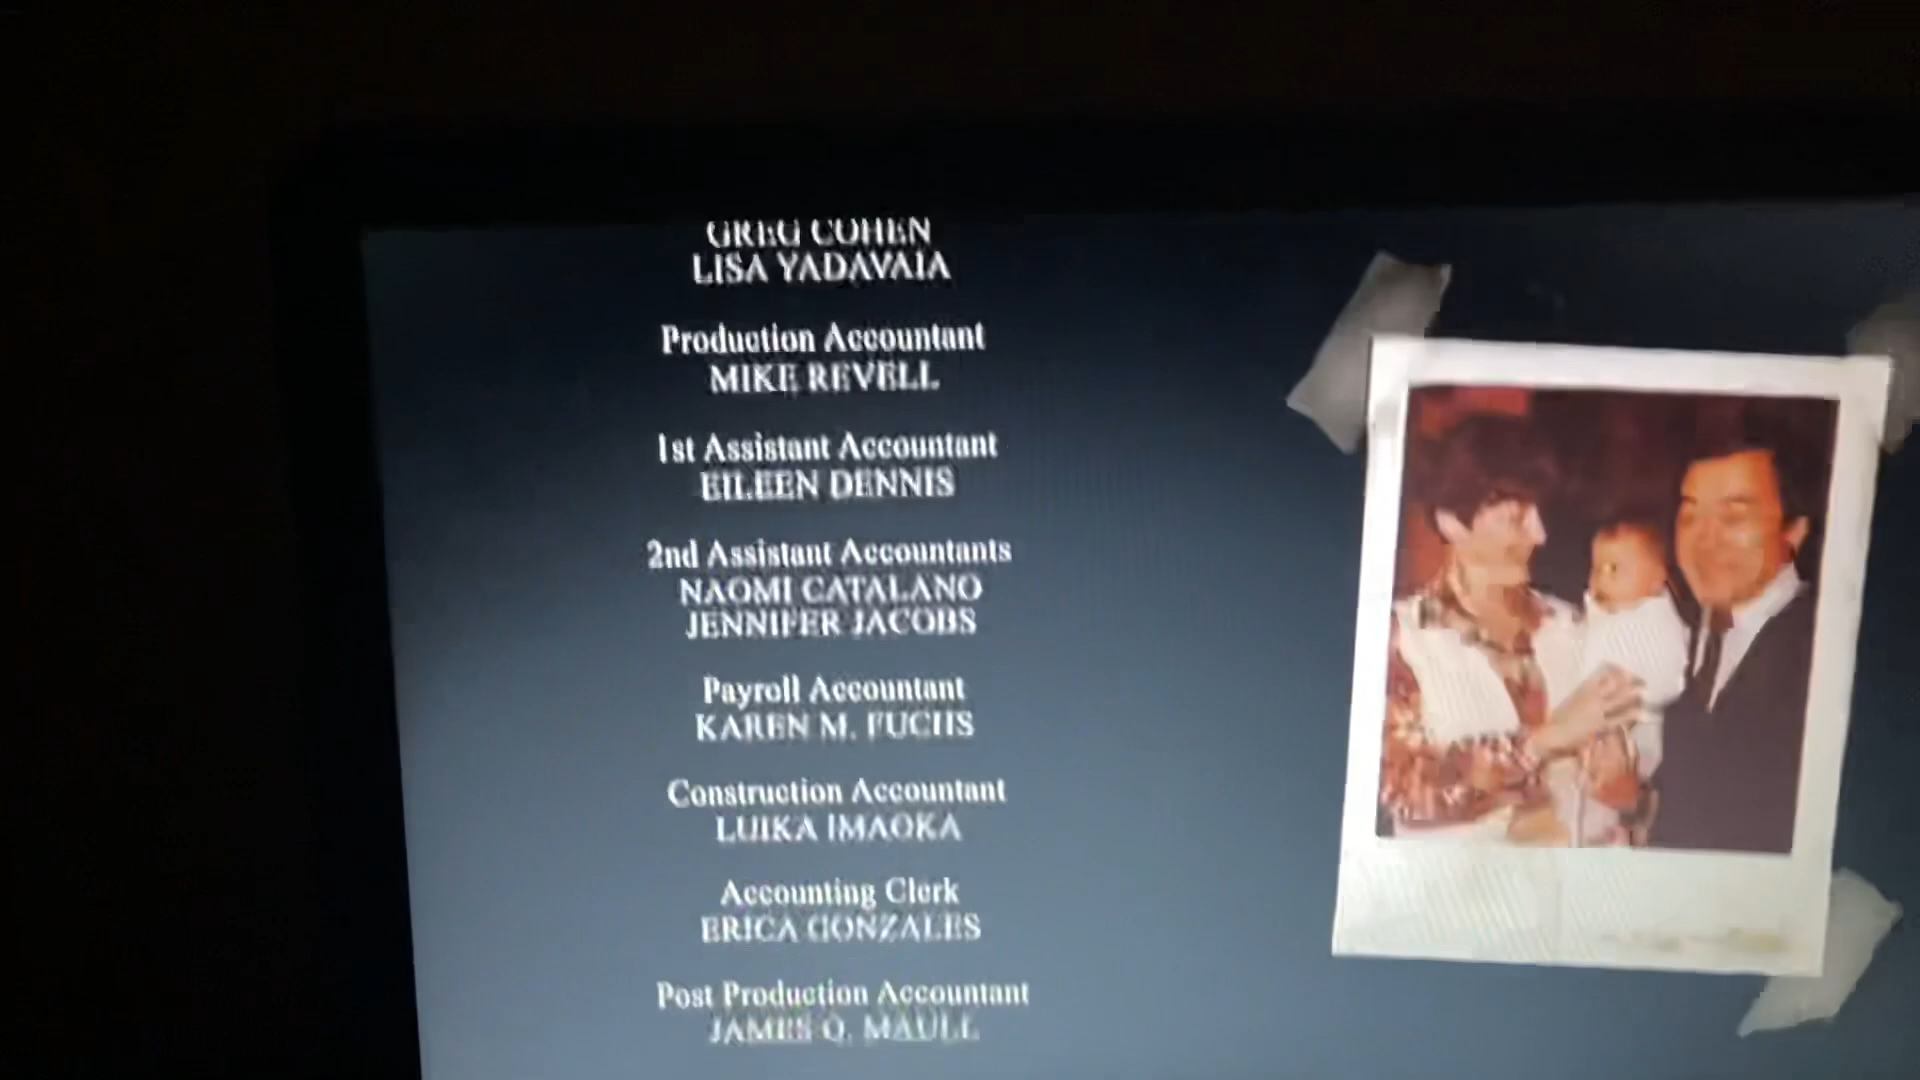 GREG COHEN
LISA YADAVAIA
Production Accountant
MIKE REVELL
1st Assistant Accountant
EILEEN DENNIS
2nd Assistant Accountants
NAOMI CATALANO
JENNIFER JACOBS
Payroll Accountant
KAREN M. FUCHS
Construction Accountant
LUIKA IMAOKA
Accounting Clerk
ERICA GONZALES
Post Production Accountant
JAMES Q. MAULL